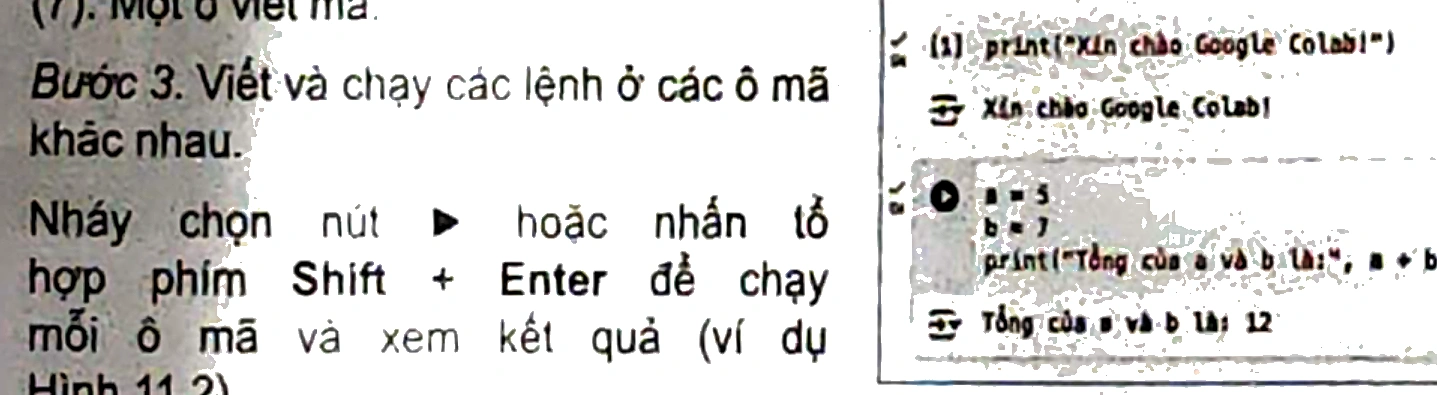 (7). Một ô viết mã.
Bước 3. Viết và chạy các lệnh ở các ô mã
khác nhau.
Nháy chọn nút ▶ hoặc nhấn tổ
hợp phím Shift + Enter để chạy
mỗi ô mã và xem kết quả (ví dụ
Hình 11.2)
[1] print("Xin chào Google Colab!")
Xin chào Google Colab!
a = 5
b = 7
print("Tổng của a và b là:", a + b
Tổng của a và b là: 12